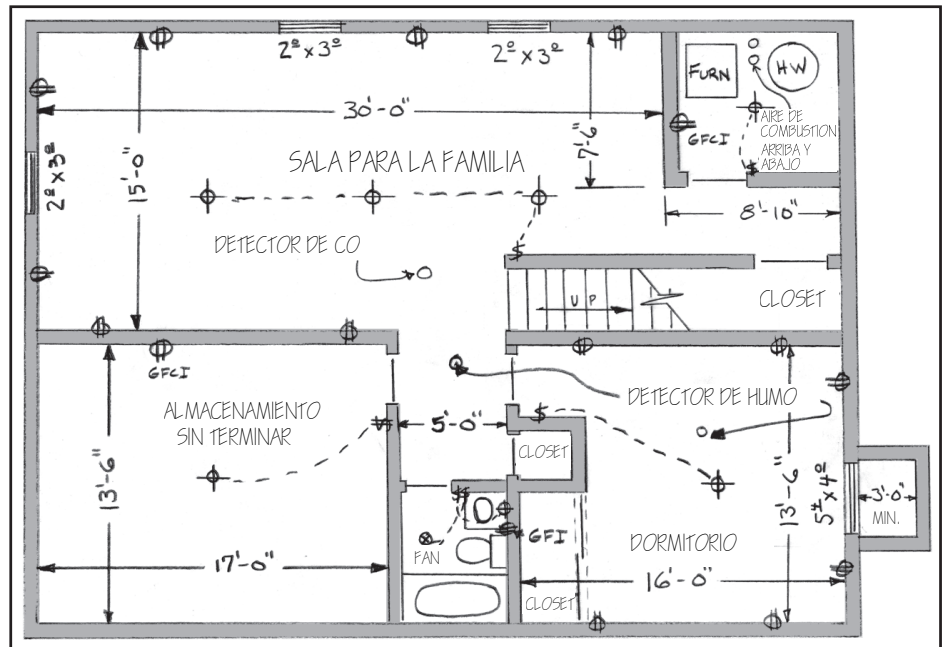 2º x 3º
2º x 3º
FURN
HW
30'-0"
7'-6"
GFCI
AIRE DE
COMBUSTION
ARRIBA Y
ABAJO
15'-0"
2º x 3º
SALA PARA LA FAMILIA
8'-10"
DETECTOR DE CO
UP
CLOSET
GFCI
DETECTOR DE HUMO
ALMACENAMIENTO
SIN TERMINAR
5'-0"
CLOSET
13'-6"
13'-6"
5⁴ x 4º
3'-0"
MIN.
FAN
GFI
DORMITORIO
17'-0"
16'-0"
CLOSET